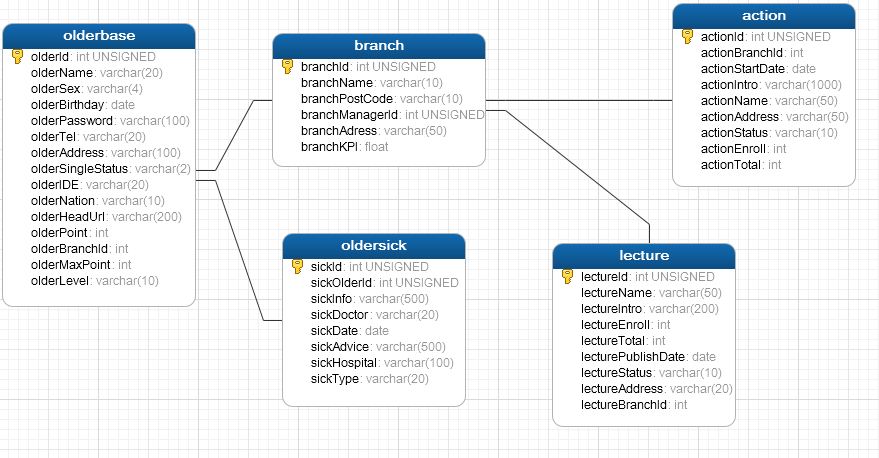 olderbase
olderId: int UNSIGNED
olderName: varchar(20)
olderSex: varchar(4)
olderBirthday: date
olderPassword: varchar(100)
olderTel: varchar(20)
olderAddress: varchar(100)
olderSingleStatus: varchar(2)
olderIDE: varchar(20)
olderNation: varchar(10)
olderHeadUrl: varchar(200)
olderPoint: int
olderBranchId: int
olderMaxPoint: int
olderLevel: varchar(10)
branch
branchId: int UNSIGNED
branchName: varchar(10)
branchPostCode: varchar(10)
branchManagerId: int UNSIGNED
branchAdress: varchar(50)
branchKPI: float
action
actionId: int UNSIGNED
actionBranchId: int
actionStartDate: date
actionIntro: varchar(1000)
actionName: varchar(50)
actionAddress: varchar(50)
actionStatus: varchar(10)
actionEnroll: int
actionTotal: int
oldersick
sickId: int UNSIGNED
sickOlderId: int UNSIGNED
sickInfo: varchar(500)
sickDoctor: varchar(20)
sickDate: date
sickAdvice: varchar(500)
sickHospital: varchar(100)
sickType: varchar(20)
lecture
lectureId: int UNSIGNED
lectureName: varchar(50)
lectureIntro: varchar(200)
lectureEnroll: int
lectureTotal: int
lecturePublishDate: date
lectureStatus: varchar(10)
lectureAddress: varchar(20)
lectureBranchId: int